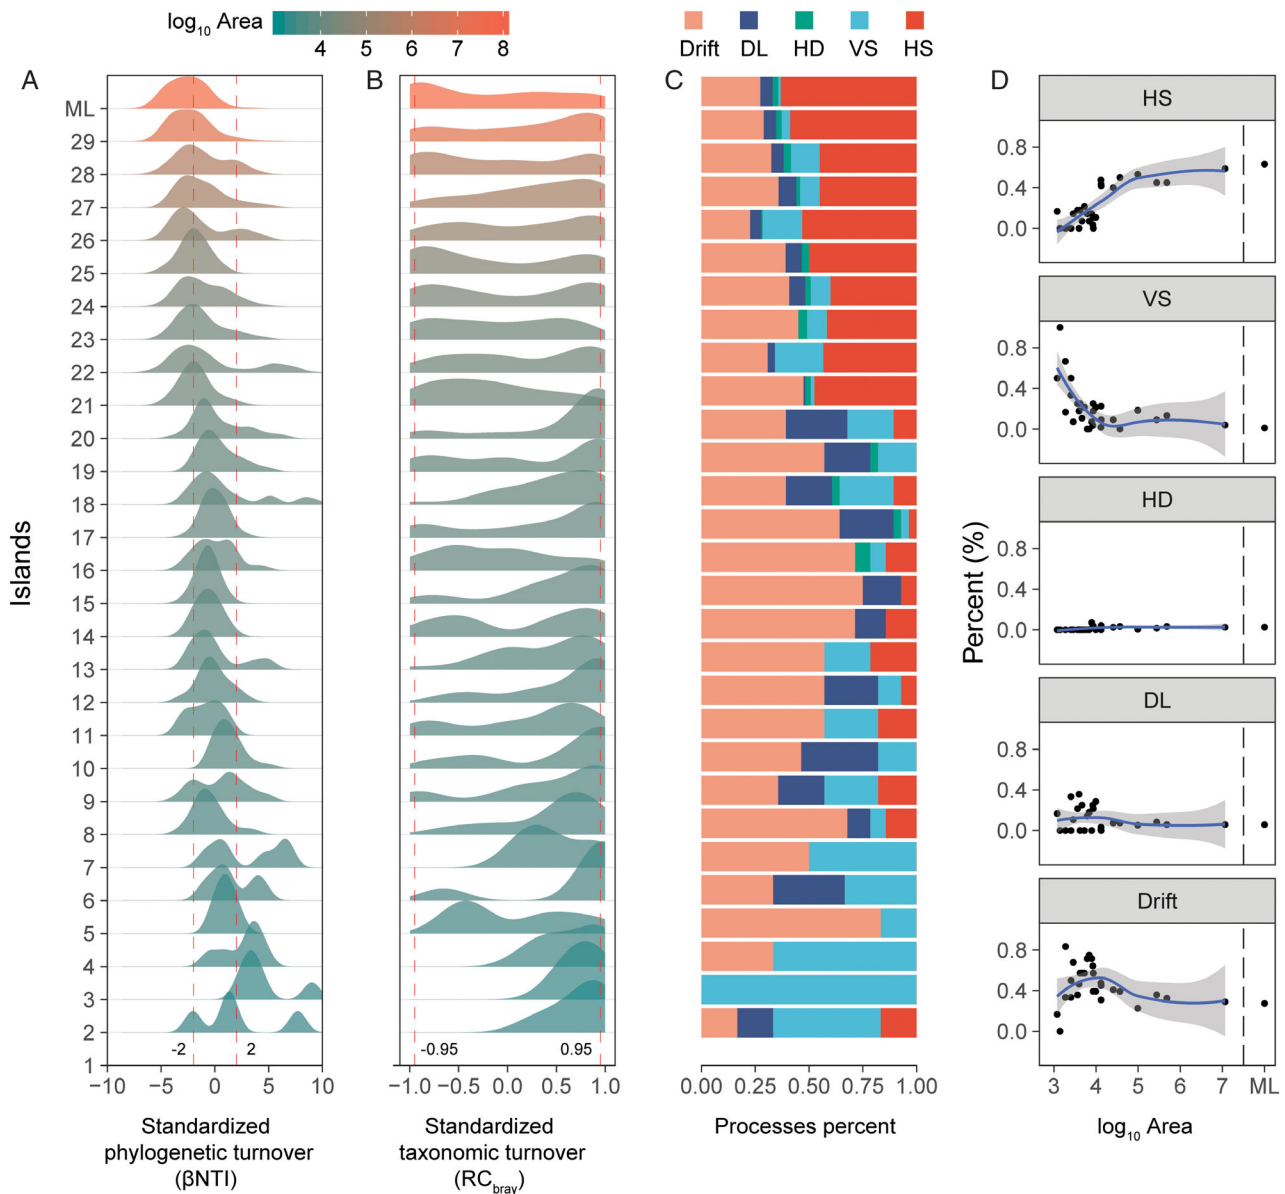 log10 Area
4 5 6 7 8
Drift DL HD VS HS
A
B
C
D
Islands
ML
29
28
27
26
25
24
23
22
21
20
19
18
17
16
15
14
13
12
11
10
9
8
7
6
5
4
3
2
1
-2 2
−10 −5 0 5 10
Standardized
phylogenetic turnover
(βNTI)
-0.95 0.95
−1.0 −0.5 0.0 0.5 1.0
Standardized
taxonomic turnover
(RCbray)
0.00 0.25 0.50 0.75 1.00
Processes percent
Percent (%)
HS
0.8
0.4
0.0
VS
0.8
0.4
0.0
HD
0.8
0.4
0.0
DL
0.8
0.4
0.0
Drift
0.8
0.4
0.0
3 4 5 6 7 ML
log10 Area